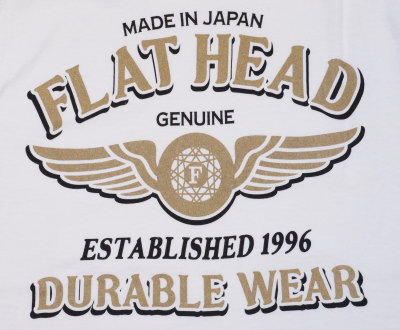 MADE IN JAPAN
FLAT HEAD
GENUINE
F
ESTABLISHED 1996
DURABLE WEAR